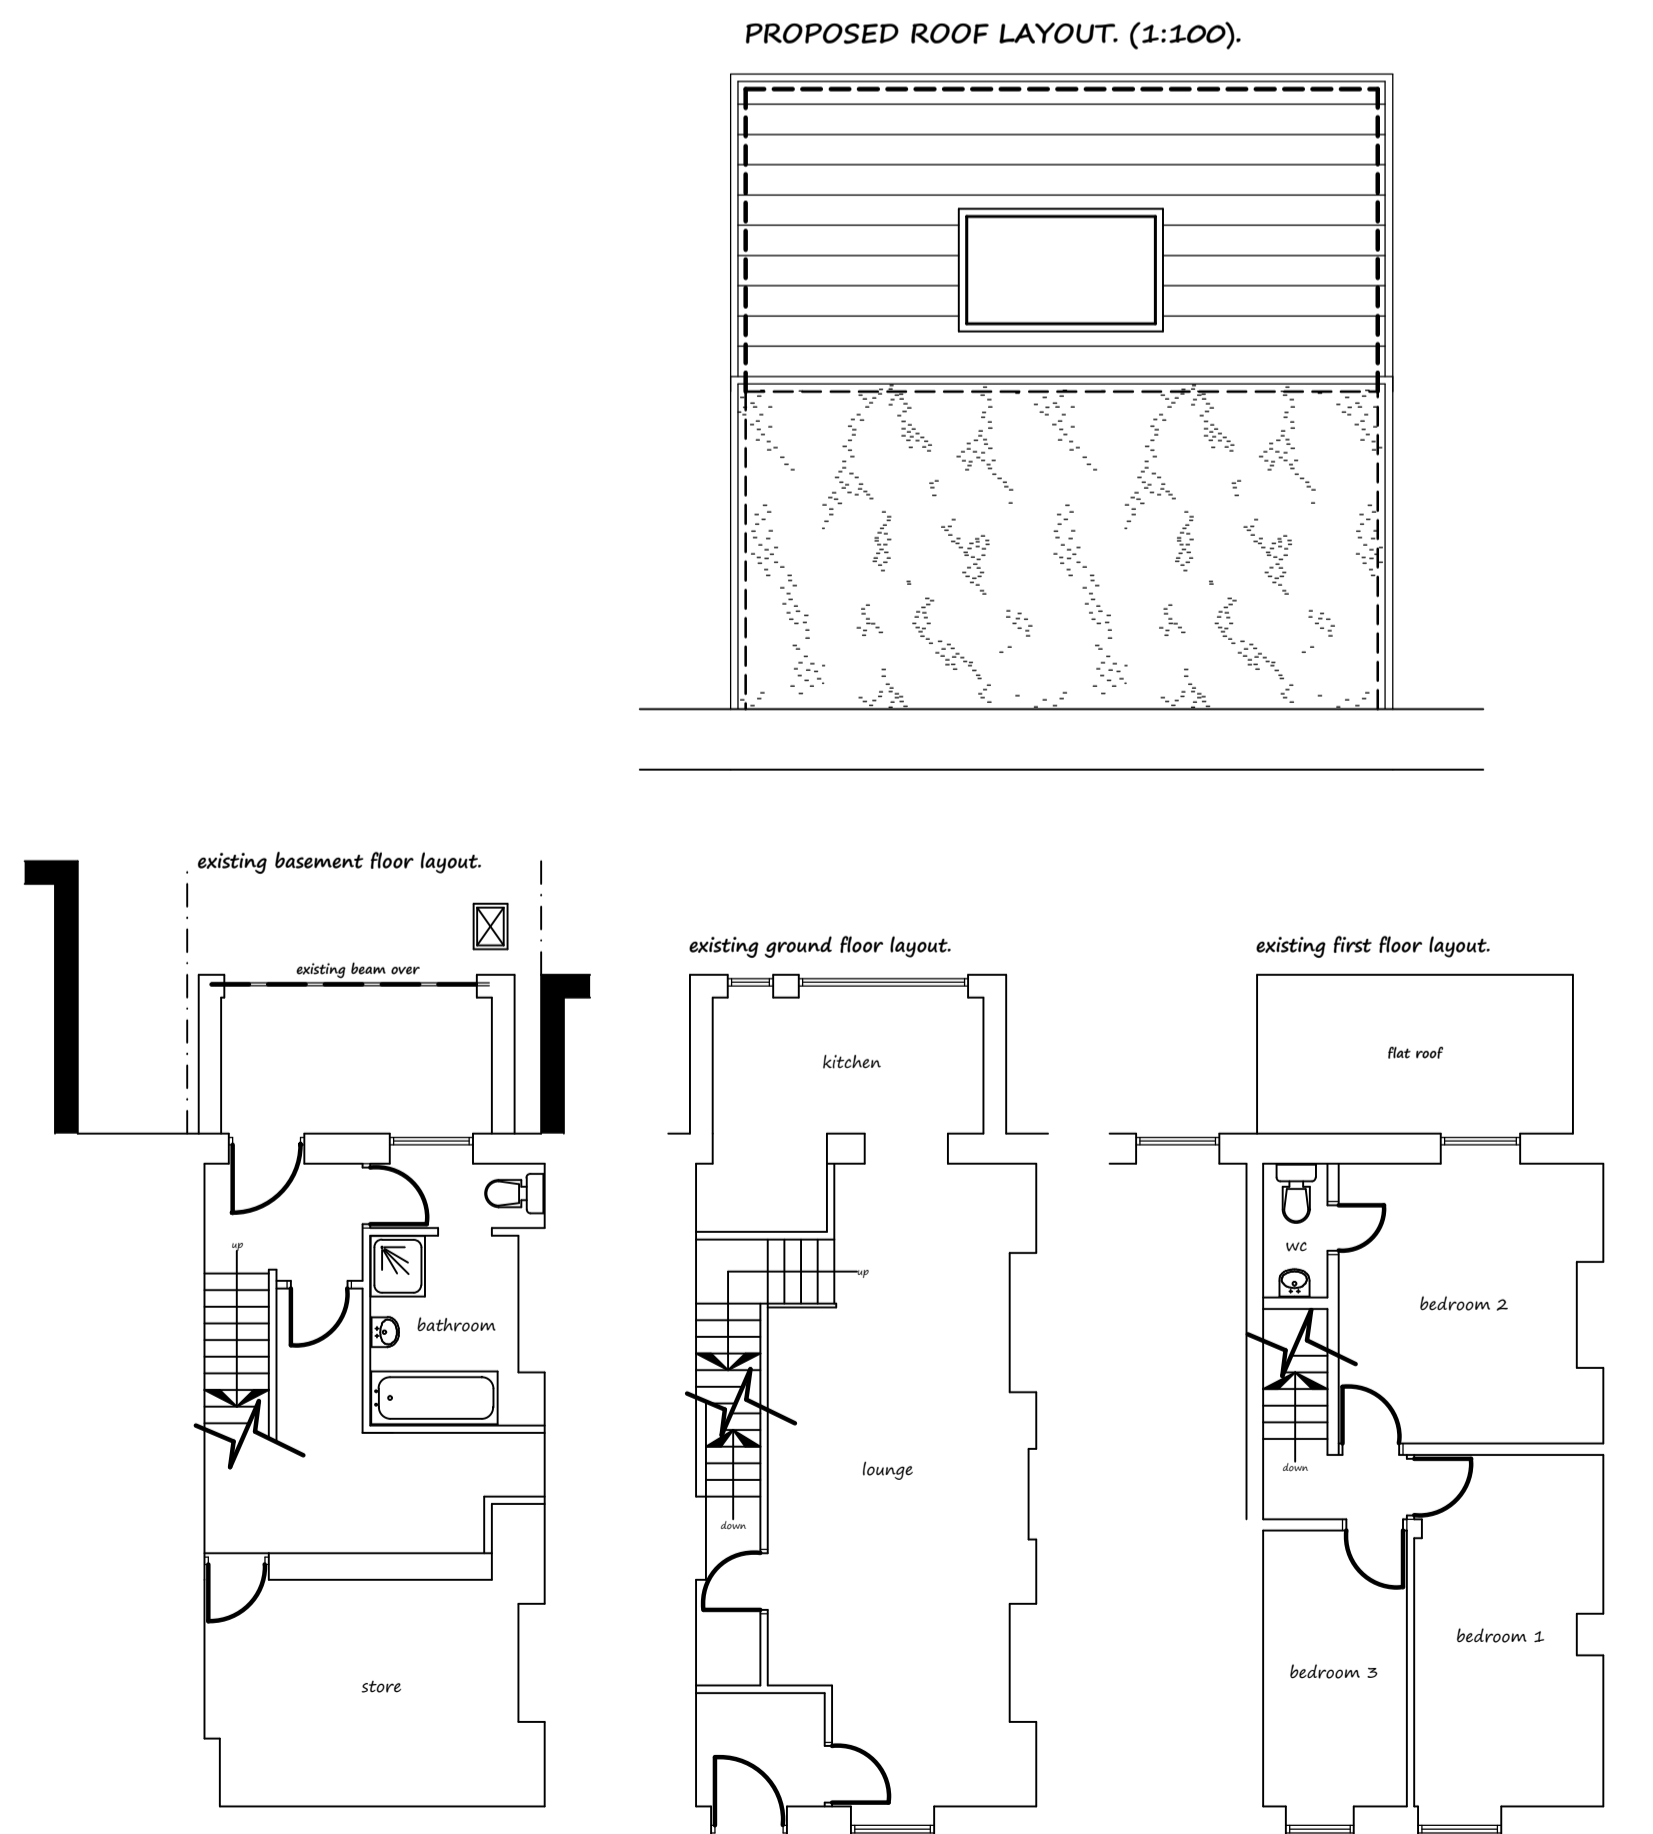 PROPOSED ROOF LAYOUT. (1:100).
existing basement floor layout.
existing beam over
up
bathroom
store
existing ground floor layout.
kitchen
up
lounge
down
existing first floor layout.
flat roof
wc
bedroom 2
down
bedroom 1
bedroom 3